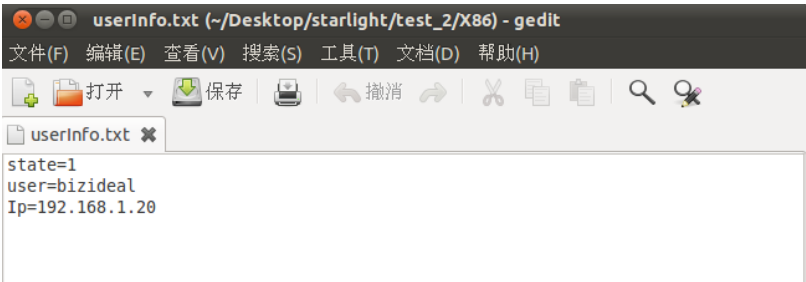 userInfo.txt (~/Desktop/starlight/test_2/X86) - gedit
文件(F) 编辑(E) 查看(V) 搜索(S) 工具(T) 文档(D) 帮助(H)
打开 保存 撤消
userInfo.txt
state=1
user=bizideal
Ip=192.168.1.20